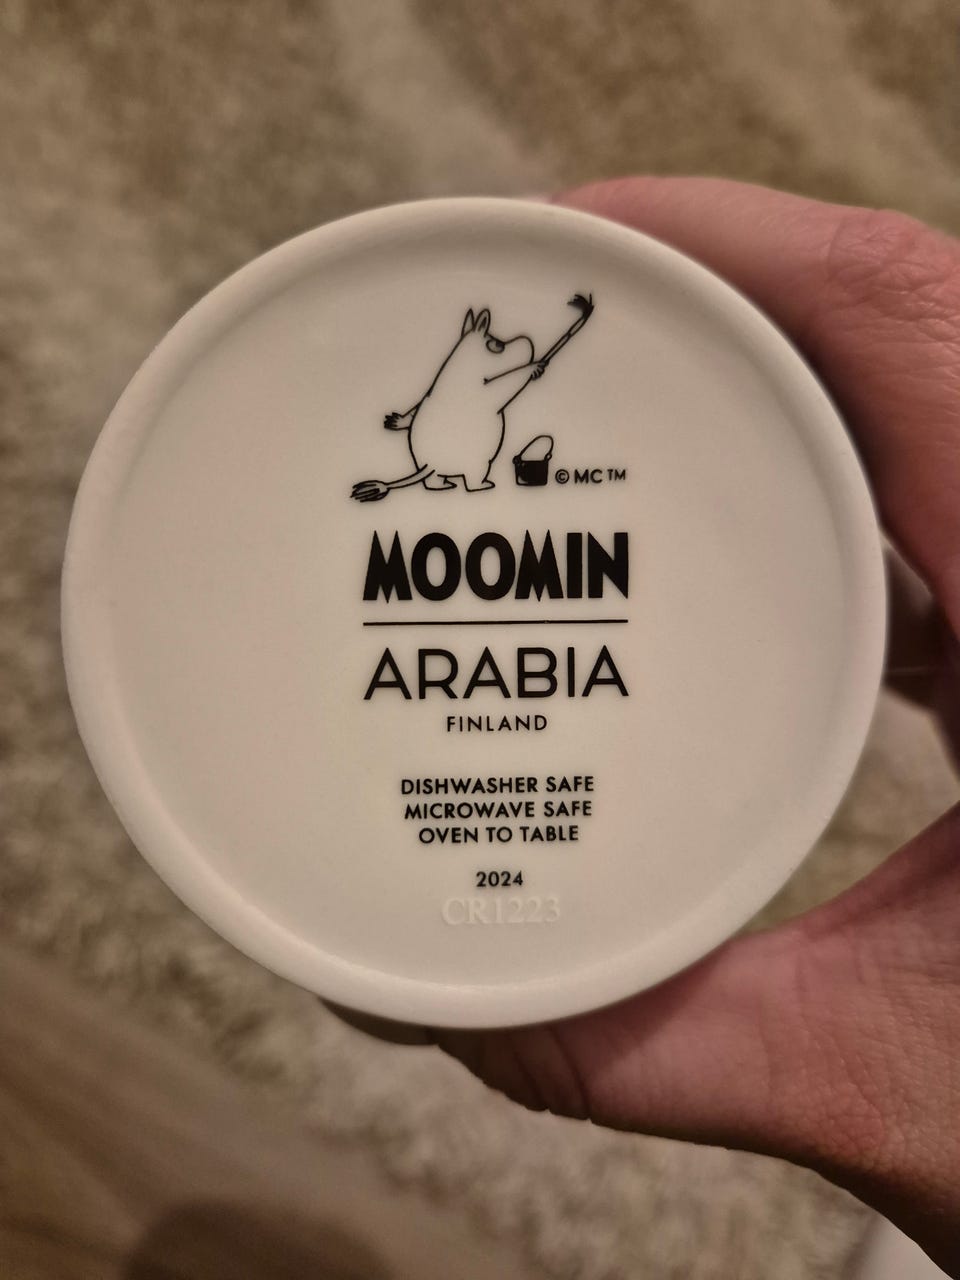 © MC ™
MOOMIN
ARABIA
FINLAND
DISHWASHER SAFE
MICROWAVE SAFE
OVEN TO TABLE
2024
CR1223